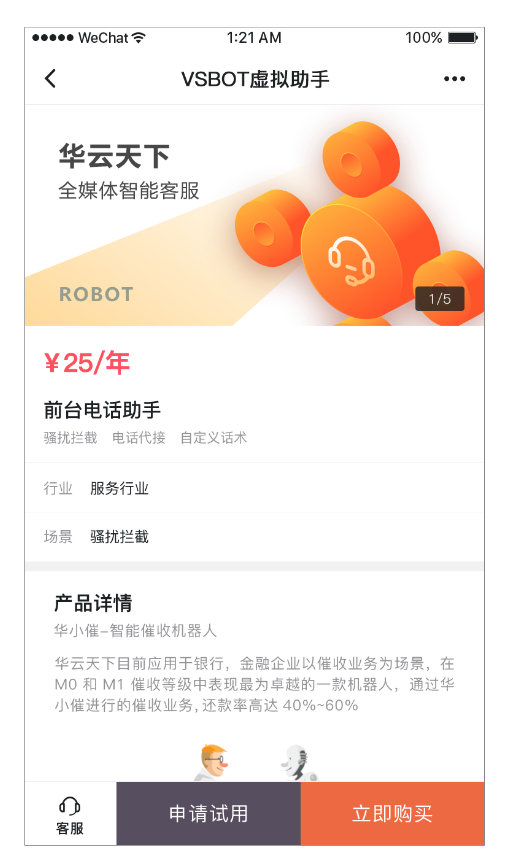 WeChat 1:21 AM 100%
VSBOT虚拟助手
华云天下
全媒体智能客服
ROBOT
1/5
¥25/年
前台电话助手
骚扰拦截 电话代接 自定义话术
行业 服务行业
场景 骚扰拦截
产品详情
华小催–智能催收机器人
华云天下目前应用于银行，金融企业以催收业务为场景，在
M0 和 M1 催收等级中表现最为卓越的一款机器人，通过华
小催进行的催收业务, 还款率高达 40%~60%
客服
申请试用
立即购买